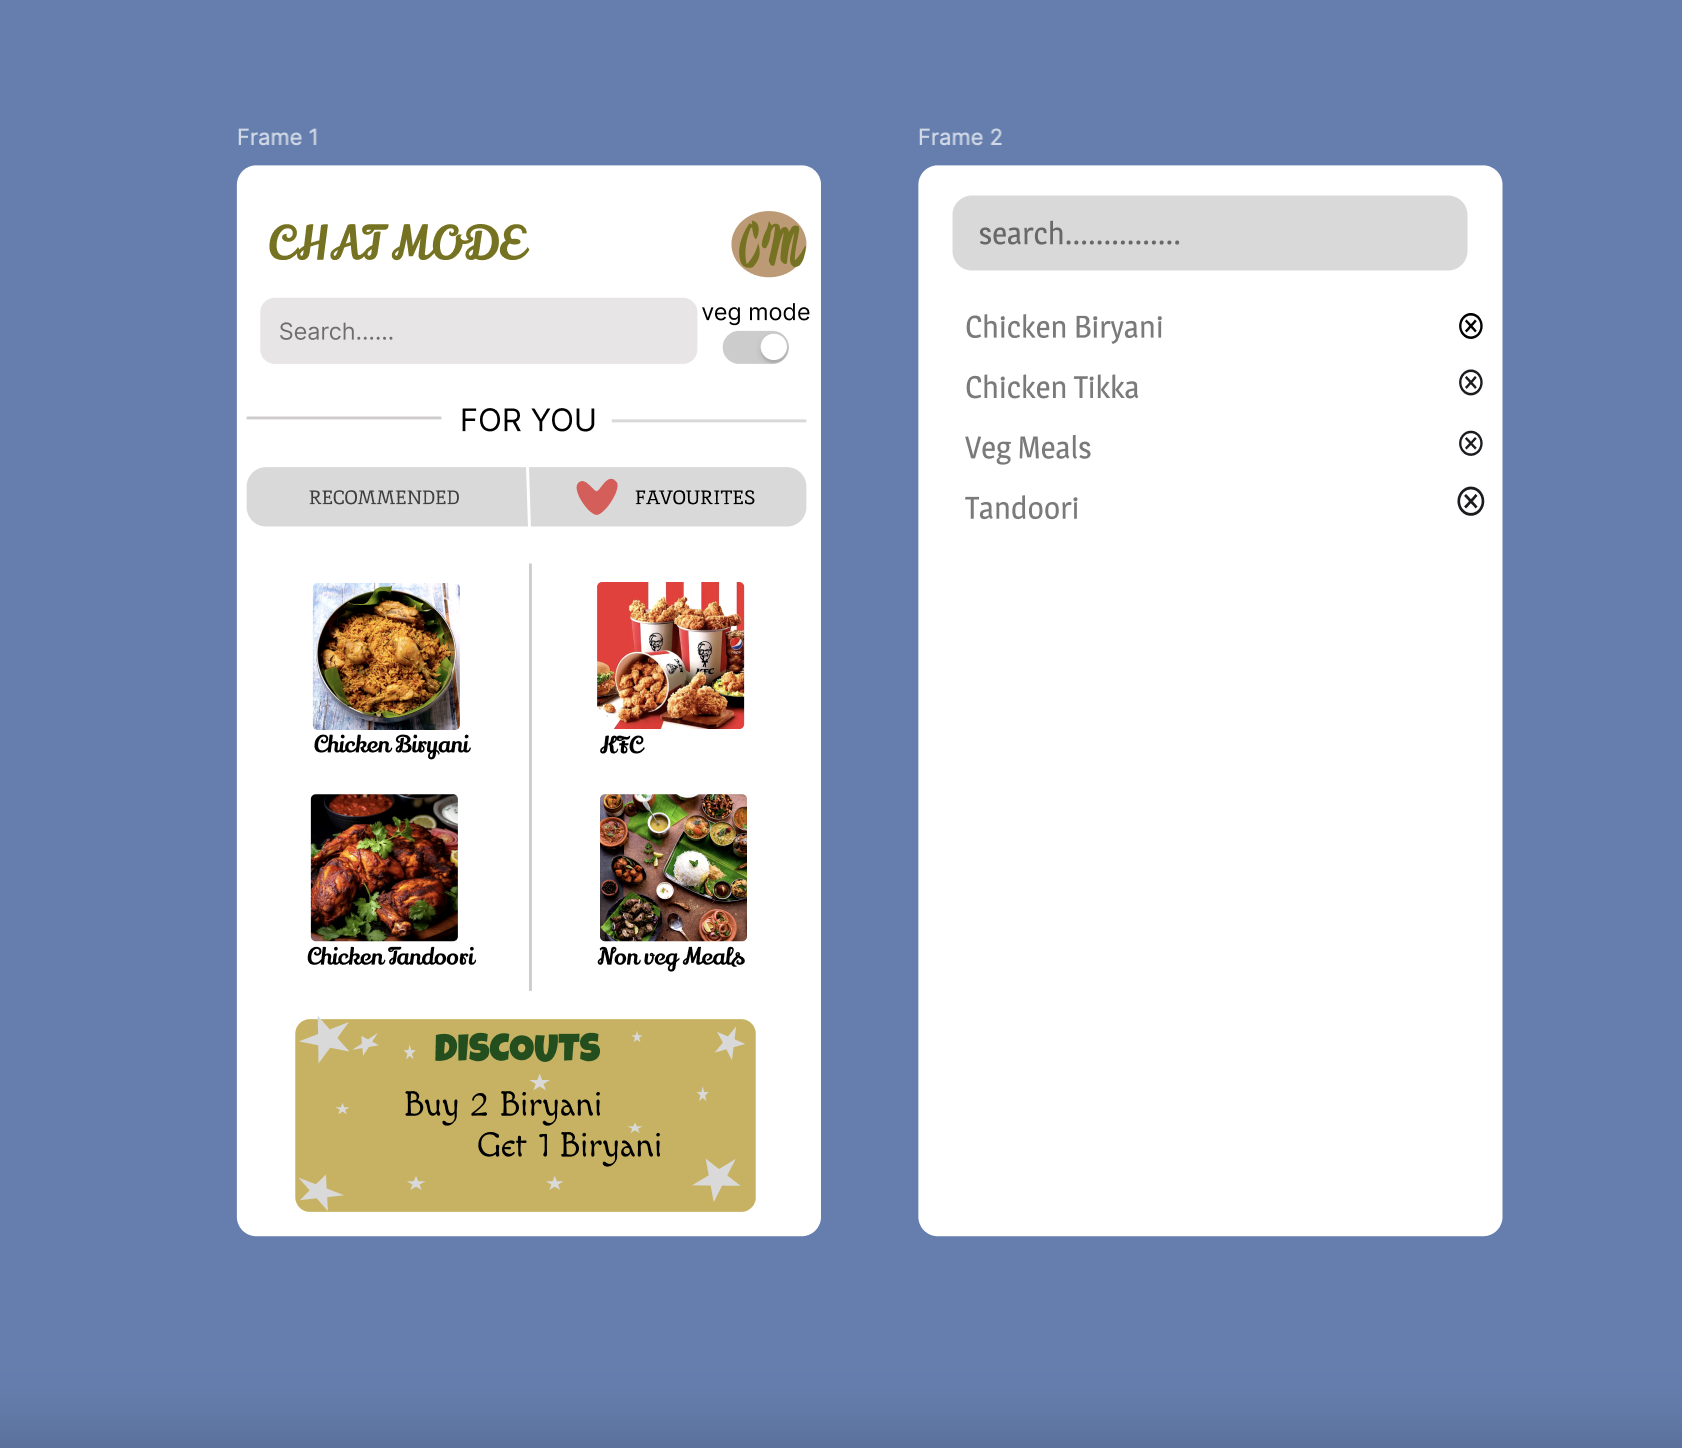 Frame 1
CHAT MODE
CM
Search......
veg mode
FOR YOU
RECOMMENDED
FAVOURITES
KFC
Chicken Biryani
KFC
Chicken Tandoori
Non veg Meals
DISCOUTS
Buy 2 Biryani
Get 1 Biryani
Frame 2
search...............
Chicken Biryani
Chicken Tikka
Veg Meals
Tandoori